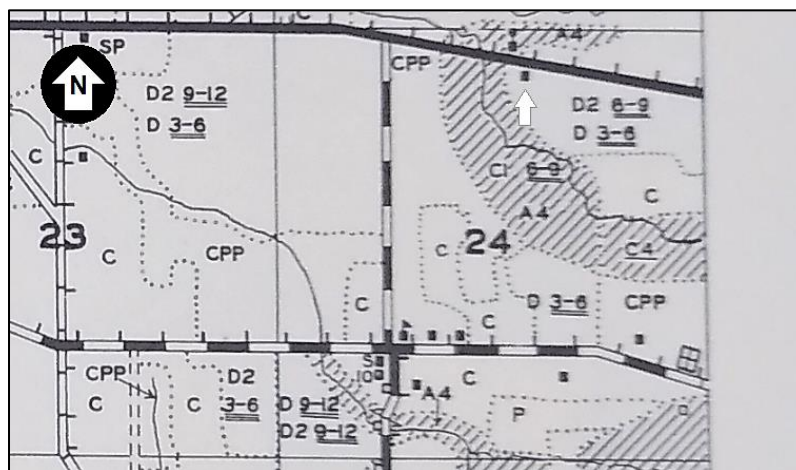 C
A4
SP
CPP
N
D2 9-12
D2 6-9
D 3-6
D 3-6
C
C1 6-9
C
A4
23
24
C
CPP
C
C4
D 3-6
CPP
C
CPP
D2
C
C
3-6
D 9-12
D2 9-12
S
10
A4
C
P